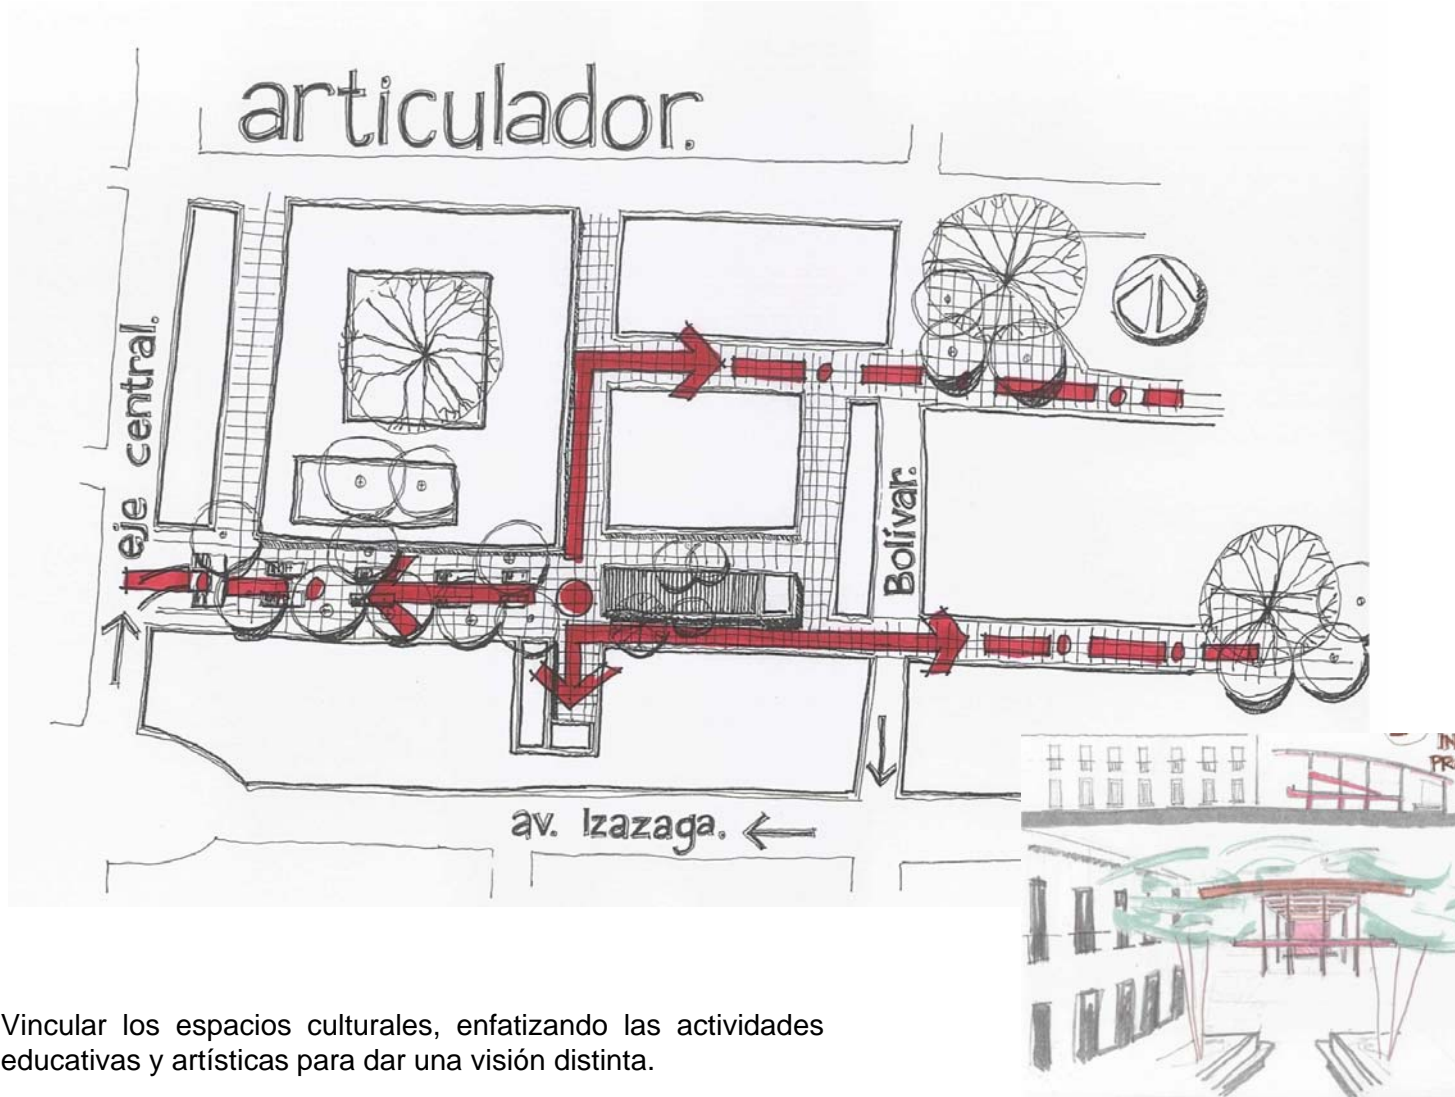 articulador.
eje central.
Bolívar.
av. Izazaga.
Vincular los espacios culturales, enfatizando las actividades
educativas y artísticas para dar una visión distinta.